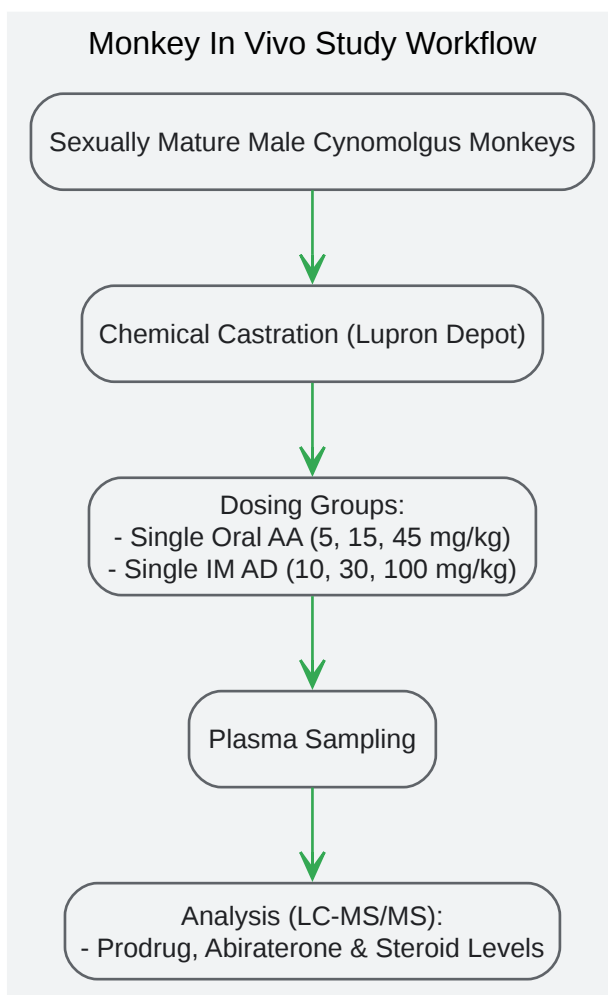 Monkey In Vivo Study Workflow
Sexually Mature Male Cynomolgus Monkeys
Chemical Castration (Lupron Depot)
Dosing Groups:
- Single Oral AA (5, 15, 45 mg/kg)
- Single IM AD (10, 30, 100 mg/kg)
Plasma Sampling
Analysis (LC-MS/MS):
- Prodrug, Abiraterone & Steroid Levels